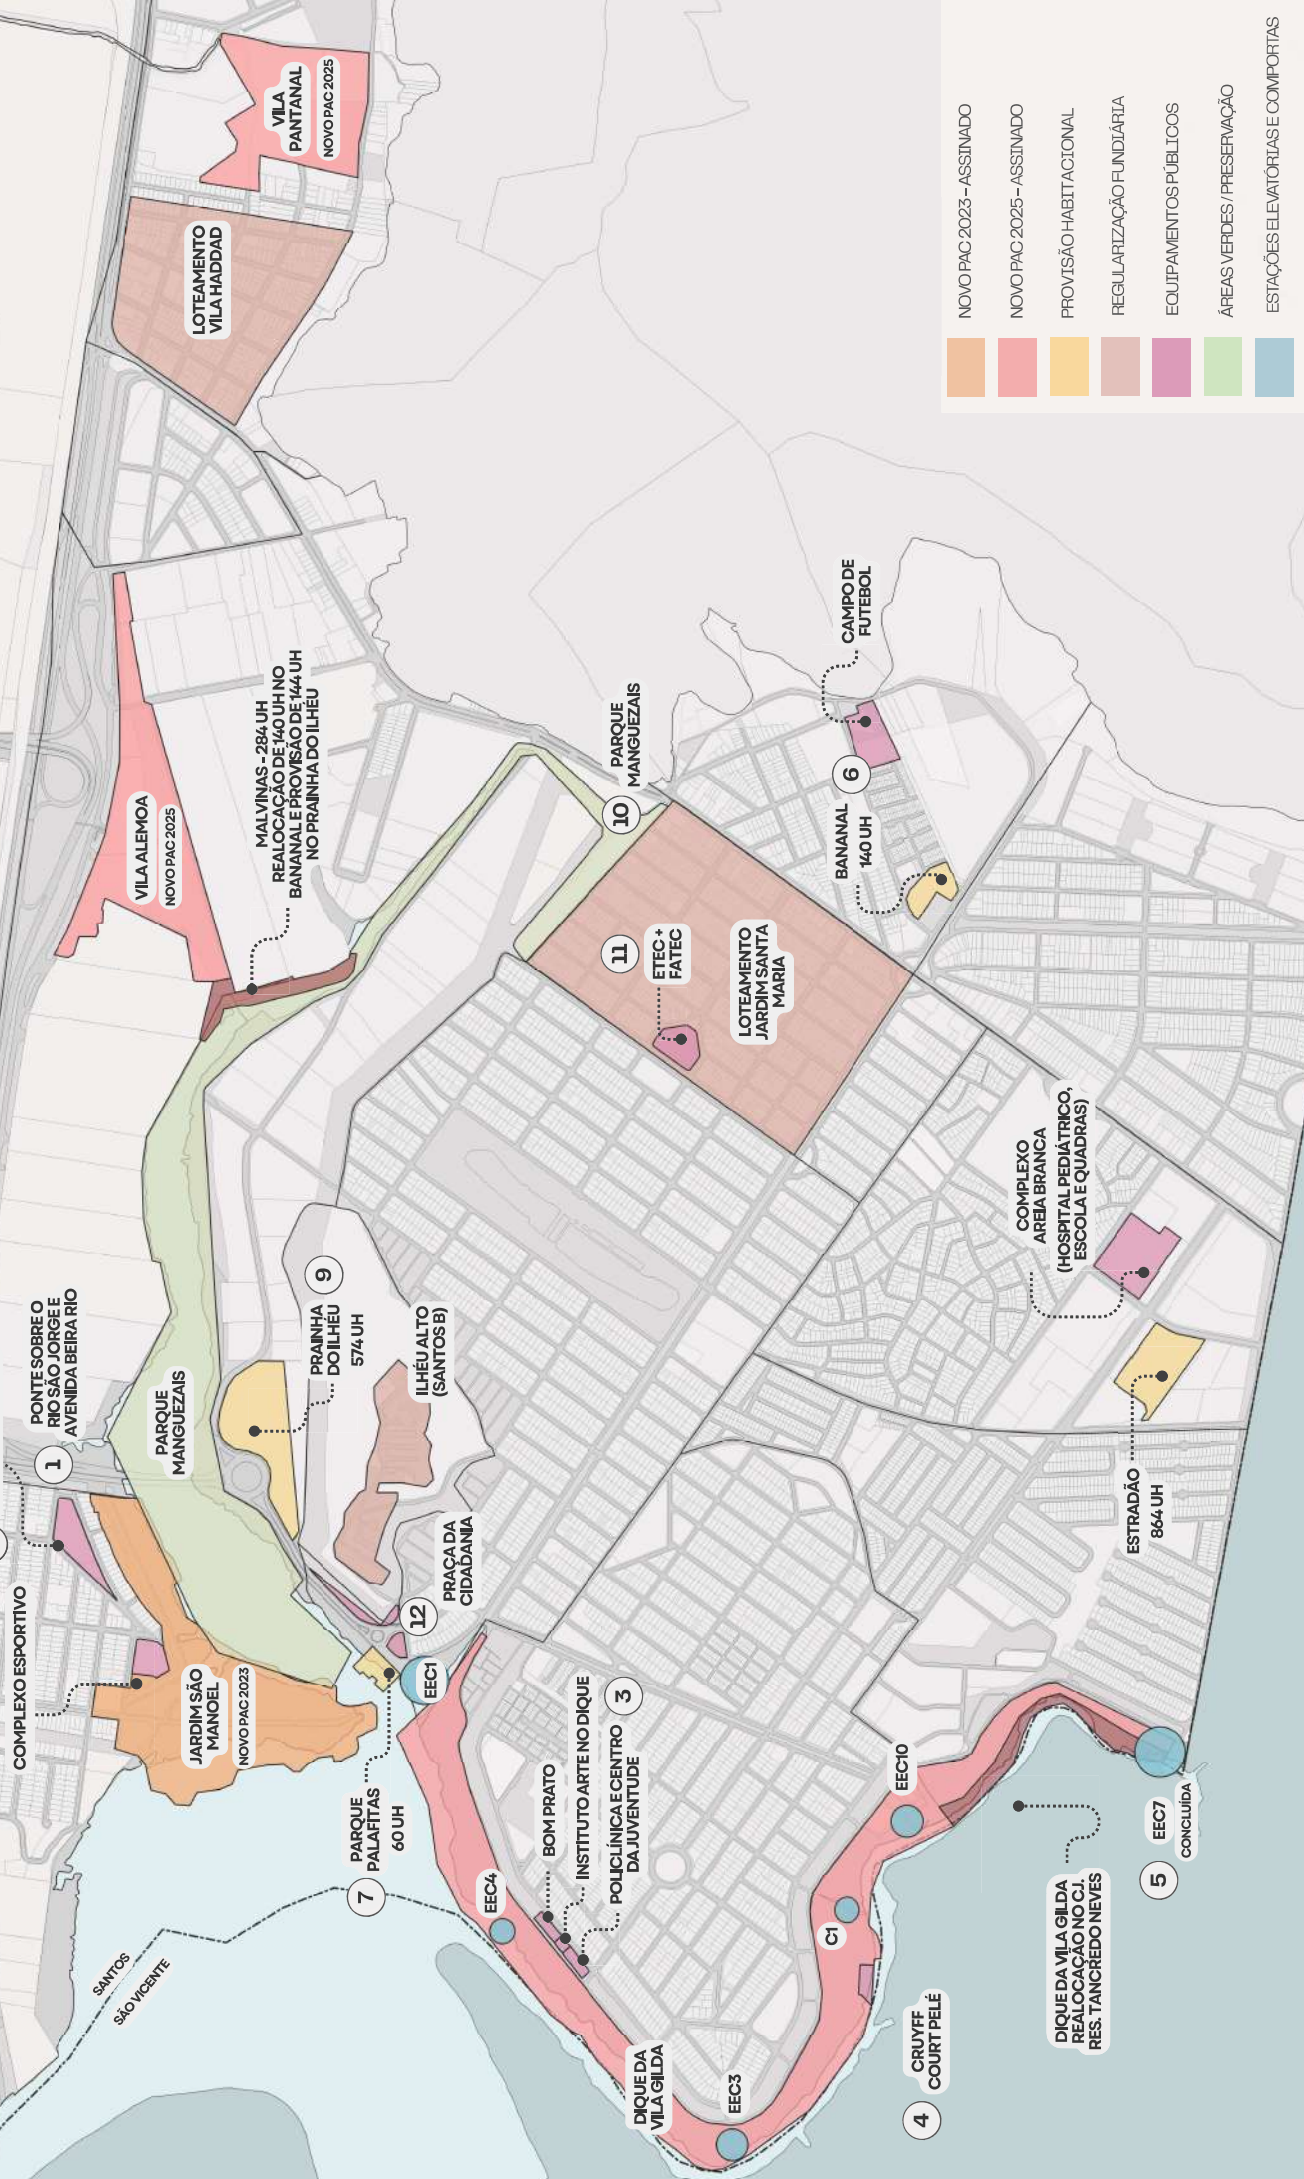 COMPLEXO ESPORTIVO
1
PONTE SOBRE O
RIO SÃO JORGE E
AVENIDA BEIRA RIO
JARDIM SÃO
MANOEL
NOVO PAC 2023
PARQUE
MANGUEZAIS
VILA ALEMOA
NOVO PAC 2025
MALVINAS - 284 UH
REALOCAÇÃO DE 140 UH NO
BANANAL E PROVISÃO DE 144 UH
NO PRAINHA DO ILHÉU
LOTEAMENTO
VILA HADDAD
VILA
PANTANAL
NOVO PAC 2025
SANTOS
SÃO VICENTE
7
PARQUE
PALAFITAS
60 UH
EEC1
12
PRAÇA DA
CIDADANIA
9
PRAINHA
DO ILHÉU
574 UH
ILHÉU ALTO
(SANTOS B)
EEC4
BOM PRATO
INSTITUTO ARTE NO DIQUE
POLICLÍNICA E CENTRO
DA JUVENTUDE
3
10
PARQUE
MANGUEZAIS
11
ETEC +
FATEC
LOTEAMENTO
JARDIM SANTA
MARIA
6
CAMPO DE
FUTEBOL
BANANAL
140 UH
DIQUE DA
VILA GILDA
EEC3
C1
EEC10
4
CRUYFF
COURT PELÉ
COMPLEXO
AREIA BRANCA
(HOSPITAL PEDIÁTRICO,
ESCOLA E QUADRAS)
ESTRADÃO
864 UH
DIQUE DA VILA GILDA
REALOCAÇÃO NO CJ.
RES. TANCREDO NEVES
5
EEC7
CONCLUÍDA
NOVO PAC 2023 – ASSINADO
NOVO PAC 2025 – ASSINADO
PROVISÃO HABITACIONAL
REGULARIZAÇÃO FUNDIÁRIA
EQUIPAMENTOS PÚBLICOS
ÁREAS VERDES / PRESERVAÇÃO
ESTAÇÕES ELEVATÓRIAS E COMPORTAS